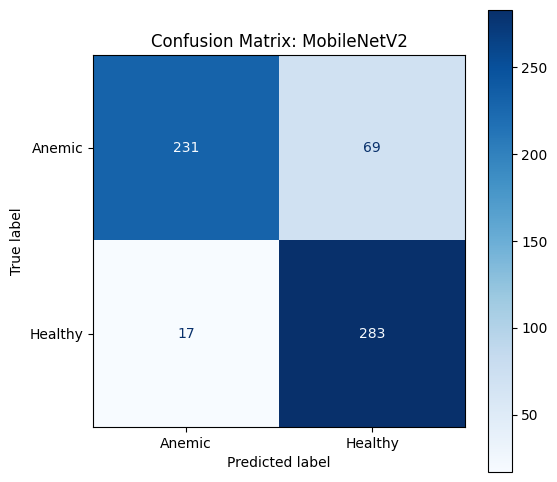 Confusion Matrix: MobileNetV2
True label
Anemic
231
69
Healthy
17
283
Anemic
Healthy
Predicted label
250
200
150
100
50